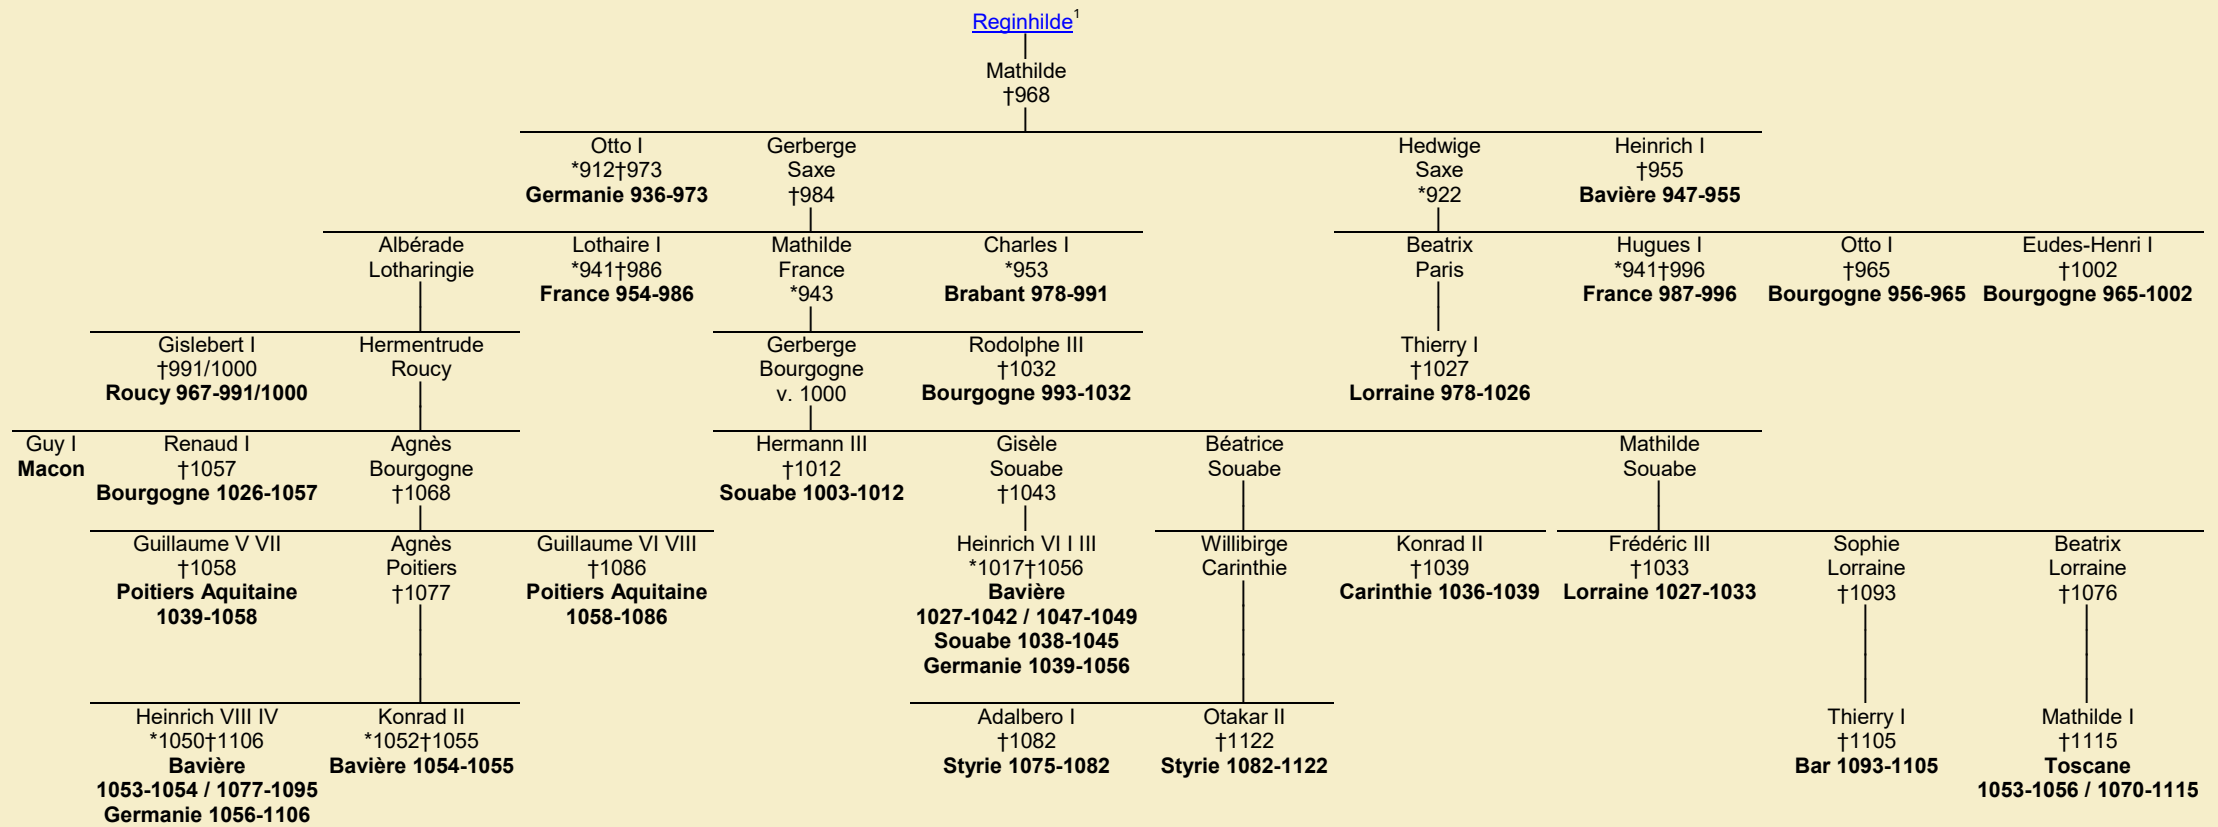 Reginhilde¹
Mathilde
†968
Otto I
*912†973
Germanie 936-973
Gerberge
Saxe
†984
Hedwige
Saxe
*922
Heinrich I
†955
Bavière 947-955
Albérade
Lotharingie
Lothaire I
*941†986
France 954-986
Mathilde
France
*943
Charles I
*953
Brabant 978-991
Beatrix
Paris
Hugues I
*941†996
France 987-996
Otto I
†965
Bourgogne 956-965
Eudes-Henri I
†1002
Bourgogne 965-1002
Gislebert I
†991/1000
Roucy 967-991/1000
Hermentrude
Roucy
Gerberge
Bourgogne
v. 1000
Rodolphe III
†1032
Bourgogne 993-1032
Thierry I
†1027
Lorraine 978-1026
Guy I
Macon
Renaud I
†1057
Bourgogne 1026-1057
Agnès
Bourgogne
†1068
Hermann III
†1012
Souabe 1003-1012
Gisèle
Souabe
†1043
Béatrice
Souabe
Mathilde
Souabe
Guillaume V VII
†1058
Poitiers Aquitaine
1039-1058
Agnès
Poitiers
†1077
Guillaume VI VIII
†1086
Poitiers Aquitaine
1058-1086
Heinrich VI I III
*1017†1056
Bavière
1027-1042 / 1047-1049
Souabe 1038-1045
Germanie 1039-1056
Willibirge
Carinthie
Konrad II
†1039
Carinthie 1036-1039
Frédéric III
†1033
Lorraine 1027-1033
Sophie
Lorraine
†1093
Beatrix
Lorraine
†1076
Heinrich VIII IV
*1050†1106
Bavière
1053-1054 / 1077-1095
Germanie 1056-1106
Konrad II
*1052†1055
Bavière 1054-1055
Adalbero I
†1082
Styrie 1075-1082
Otakar II
†1122
Styrie 1082-1122
Thierry I
†1105
Bar 1093-1105
Mathilde I
†1115
Toscane
1053-1056 / 1070-1115